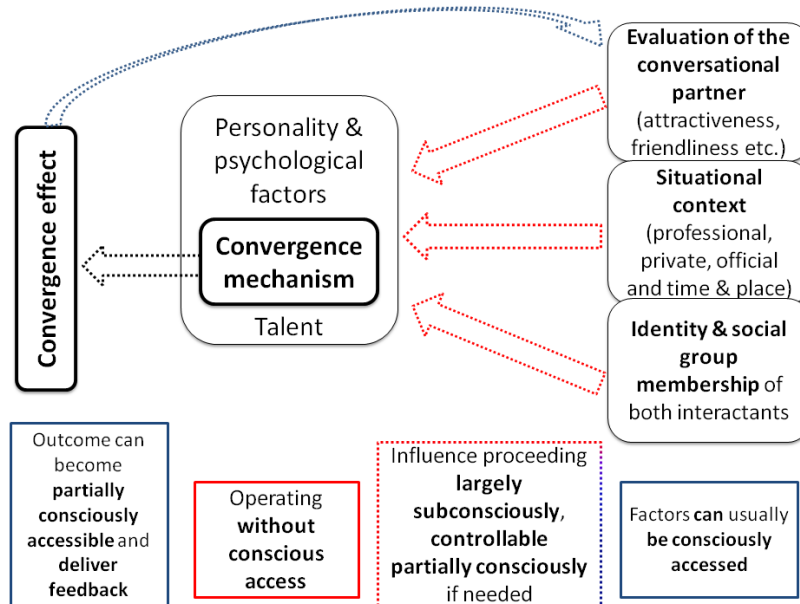 Convergence effect
Personality &
psychological
factors
Convergence
mechanism
Talent
Evaluation of the
conversational
partner
(attractiveness,
friendliness etc.)
Situational
context
(professional,
private, official
and time & place)
Identity & social
group
membership of
both interactants
Outcome can
become
partially
consciously
accessible and
deliver
feedback
Operating
without
conscious
access
Influence proceeding
largely
subconsciously,
controllable
partially consciously
if needed
Factors can usually
be consciously
accessed